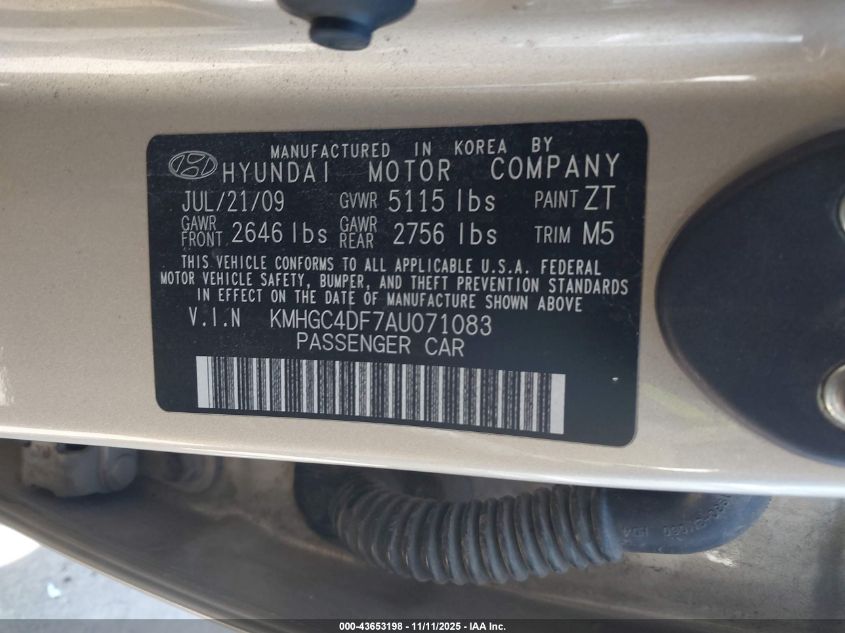 MANUFACTURED IN KOREA BY
HYUNDAI MOTOR COMPANY
JUL/21/09 GVWR 5115 lbs PAINT ZT
GAWR FRONT 2646 lbs GAWR REAR 2756 lbs TRIM M5
THIS VEHICLE CONFORMS TO ALL APPLICABLE U.S.A. FEDERAL
MOTOR VEHICLE SAFETY, BUMPER, AND THEFT PREVENTION STANDARDS
IN EFFECT ON THE DATE OF MANUFACTURE SHOWN ABOVE
V.I.N KMHGC4DF7AU071083
PASSENGER CAR
000-43653198 - 11/11/2025 - IAA Inc.